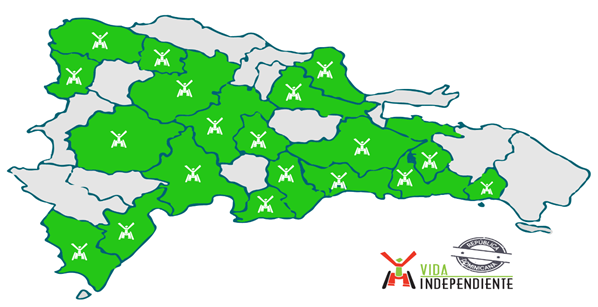 REPÚBLICA
DOMINICANA
VIDA
INDEPENDIENTE